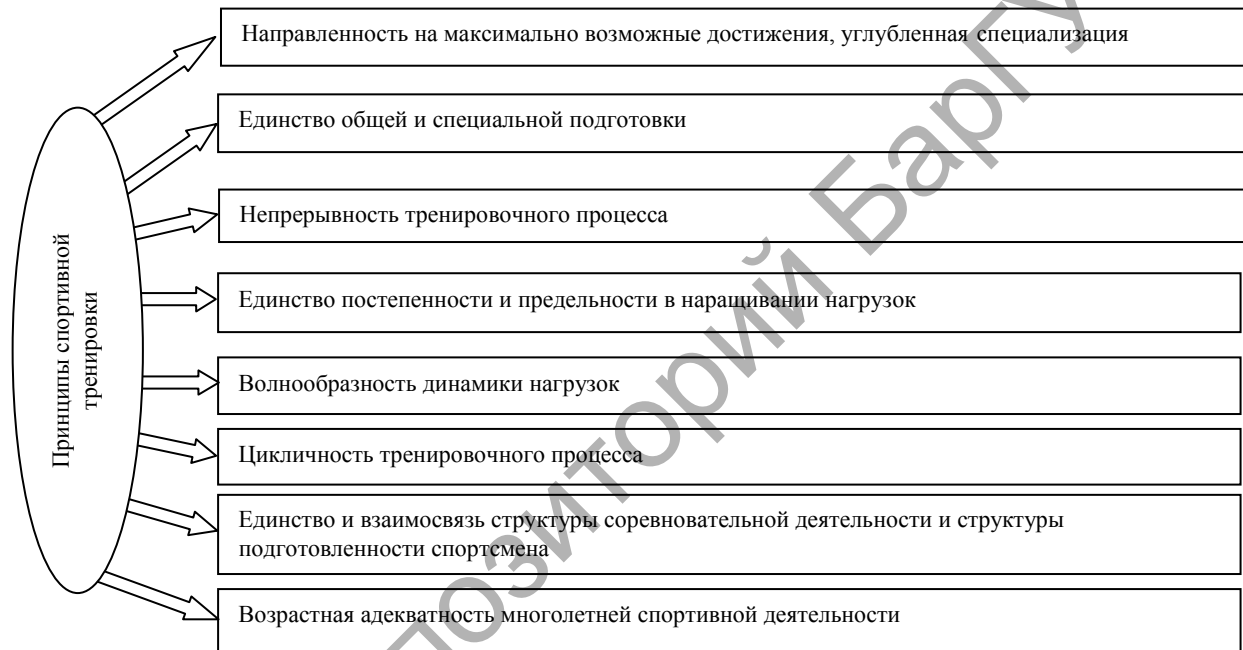 Направленность на максимально возможные достижения, углубленная специализация
Единство общей и специальной подготовки
Непрерывность тренировочного процесса
Принципы спортивной
тренировки
Единство постепенности и предельности в наращивании нагрузок
Волнообразность динамики нагрузок
Цикличность тренировочного процесса
Единство и взаимосвязь структуры соревновательной деятельности и структуры
подготовленности спортсмена
Возрастная адекватность многолетней спортивной деятельности
позиторий БарГУ